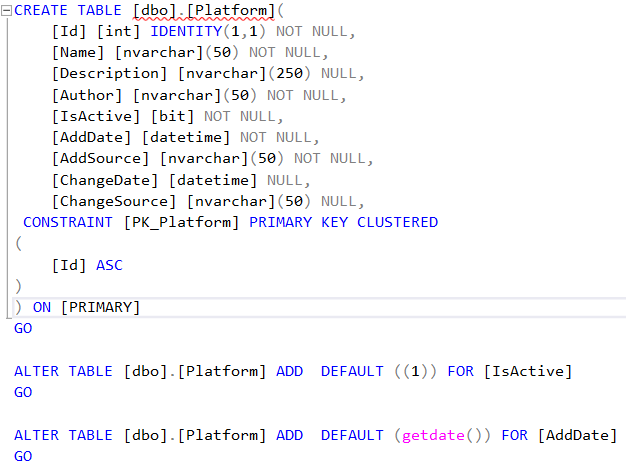 CREATE TABLE [dbo].[Platform](
    [Id] [int] IDENTITY(1,1) NOT NULL,
    [Name] [nvarchar](50) NOT NULL,
    [Description] [nvarchar](250) NULL,
    [Author] [nvarchar](50) NOT NULL,
    [IsActive] [bit] NOT NULL,
    [AddDate] [datetime] NOT NULL,
    [AddSource] [nvarchar](50) NOT NULL,
    [ChangeDate] [datetime] NULL,
    [ChangeSource] [nvarchar](50) NULL,
 CONSTRAINT [PK_Platform] PRIMARY KEY CLUSTERED
(
    [Id] ASC
)
) ON [PRIMARY]
GO

ALTER TABLE [dbo].[Platform] ADD  DEFAULT ((1)) FOR [IsActive]
GO

ALTER TABLE [dbo].[Platform] ADD  DEFAULT (getdate()) FOR [AddDate]
GO